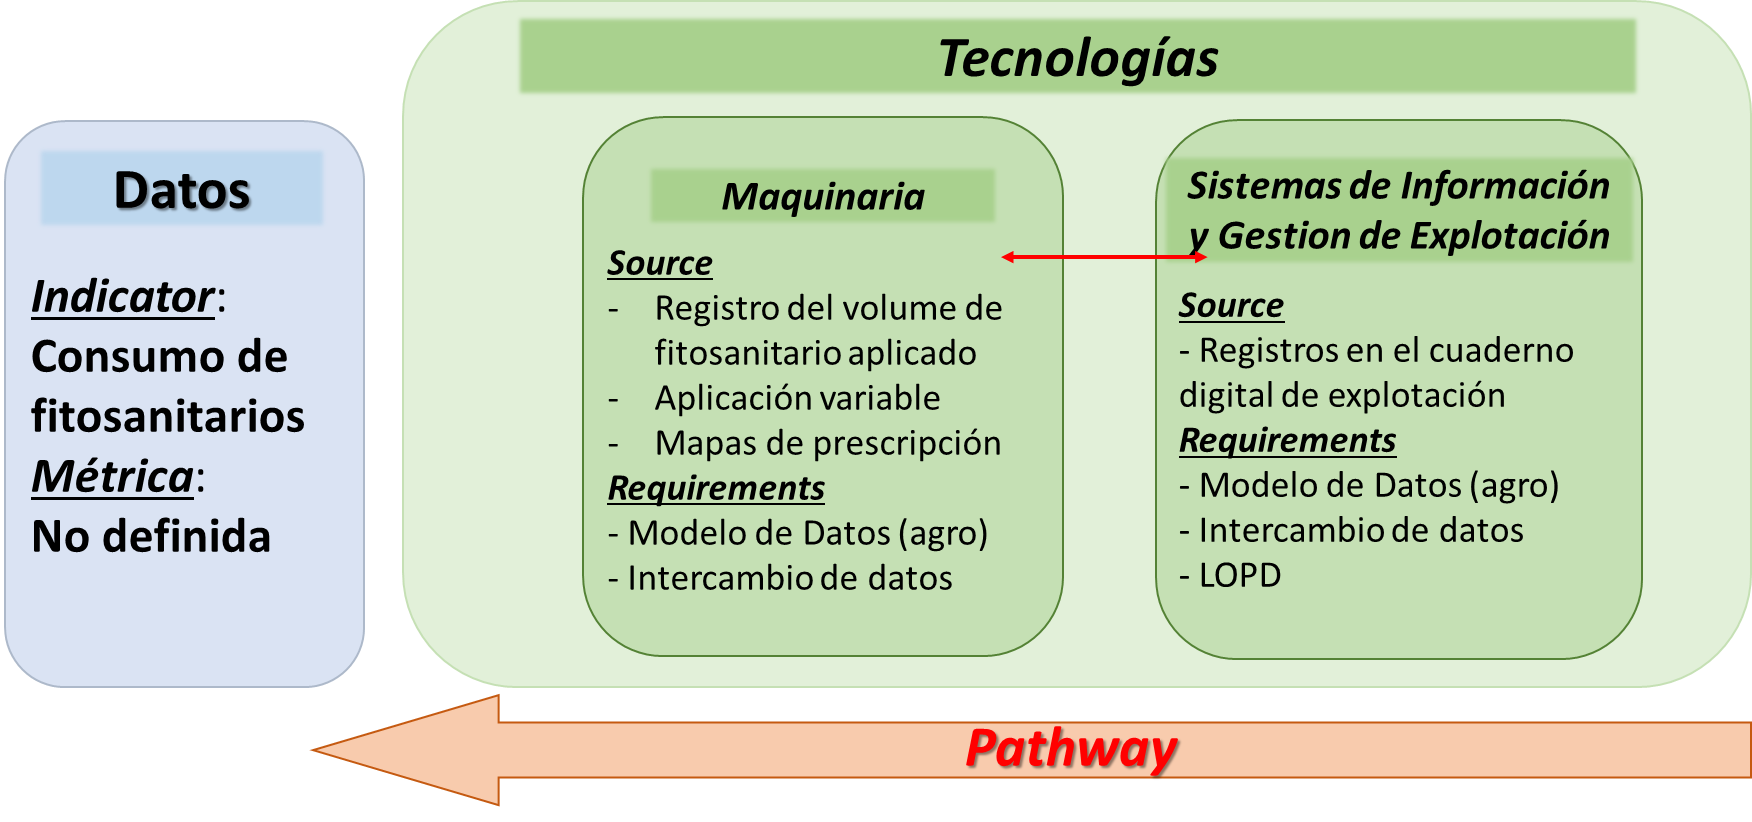 Tecnologías
Datos
Indicator:
Consumo de
fitosanitarios
Métrica:
No definida
Maquinaria
Source
- Registro del volume de
fitosanitario aplicado
- Aplicación variable
- Mapas de prescripción
Requirements
- Modelo de Datos (agro)
- Intercambio de datos
Sistemas de Información
y Gestion de Explotación
Source
- Registros en el cuaderno
digital de explotación
Requirements
- Modelo de Datos (agro)
- Intercambio de datos
- LOPD
Pathway